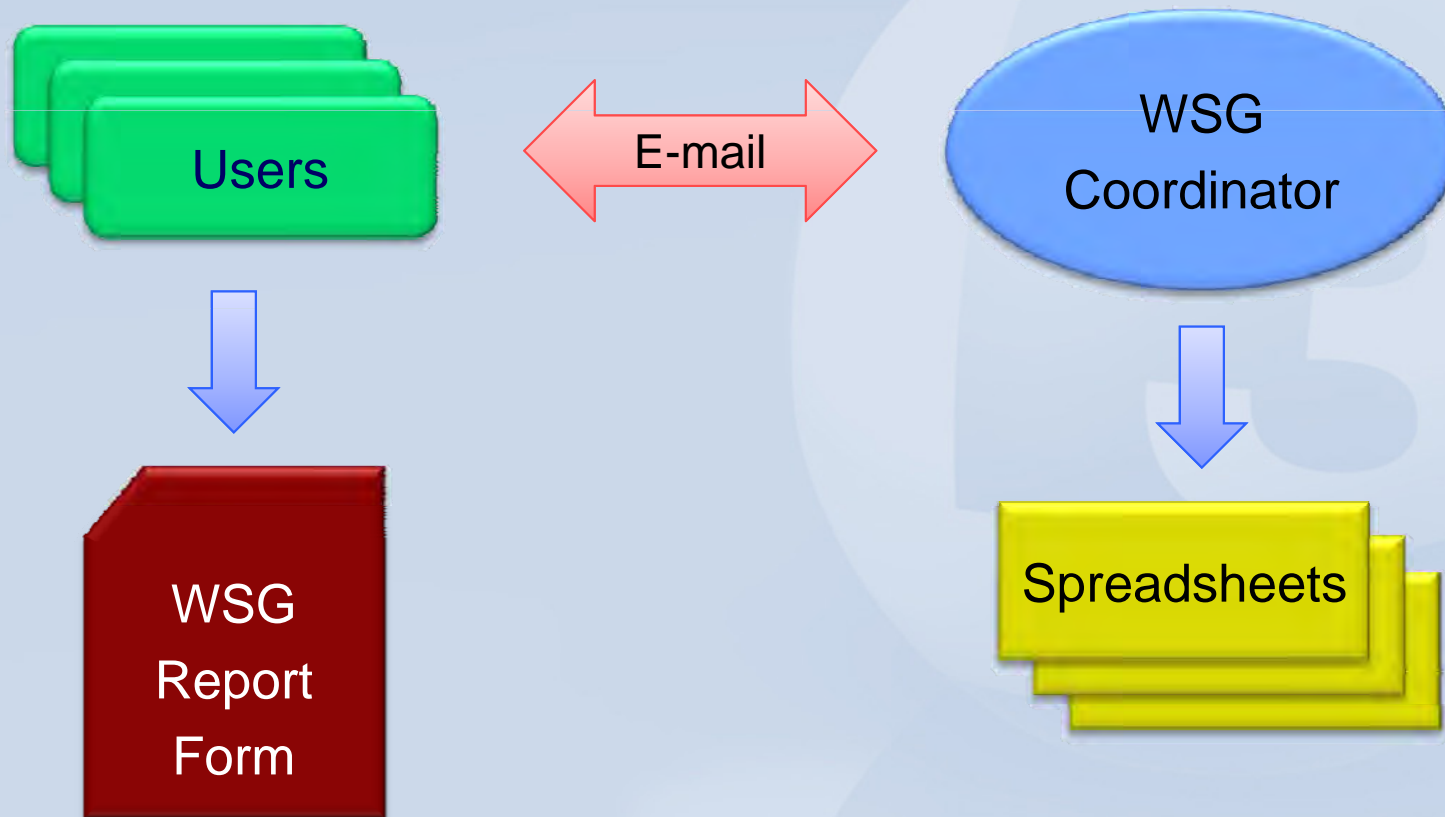 Users
E-mail
WSG
Coordinator
WSG
Report
Form
Spreadsheets